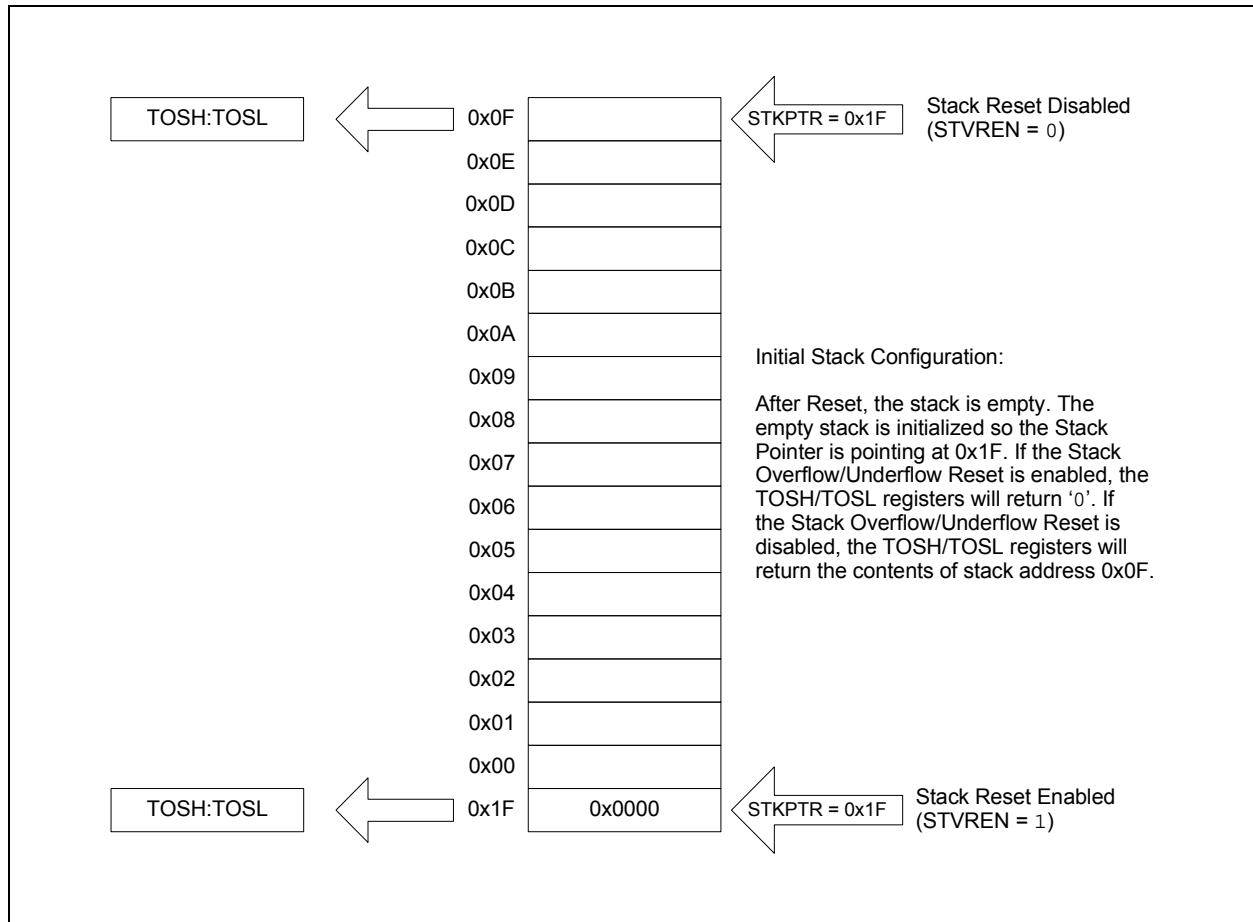 TOSH:TOSL
0x0F
STKPTR = 0x1F
Stack Reset Disabled
(STVREN = 0)
0x0E
0x0D
0x0C
0x0B
0x0A
0x09
0x08
0x07
0x06
0x05
0x04
0x03
0x02
0x01
0x00
Initial Stack Configuration:
After Reset, the stack is empty. The
empty stack is initialized so the Stack
Pointer is pointing at 0x1F. If the Stack
Overflow/Underflow Reset is enabled, the
TOSH/TOSL registers will return ‘0’. If
the Stack Overflow/Underflow Reset is
disabled, the TOSH/TOSL registers will
return the contents of stack address 0x0F.
TOSH:TOSL
0x1F
0x0000
STKPTR = 0x1F
Stack Reset Enabled
(STVREN = 1)